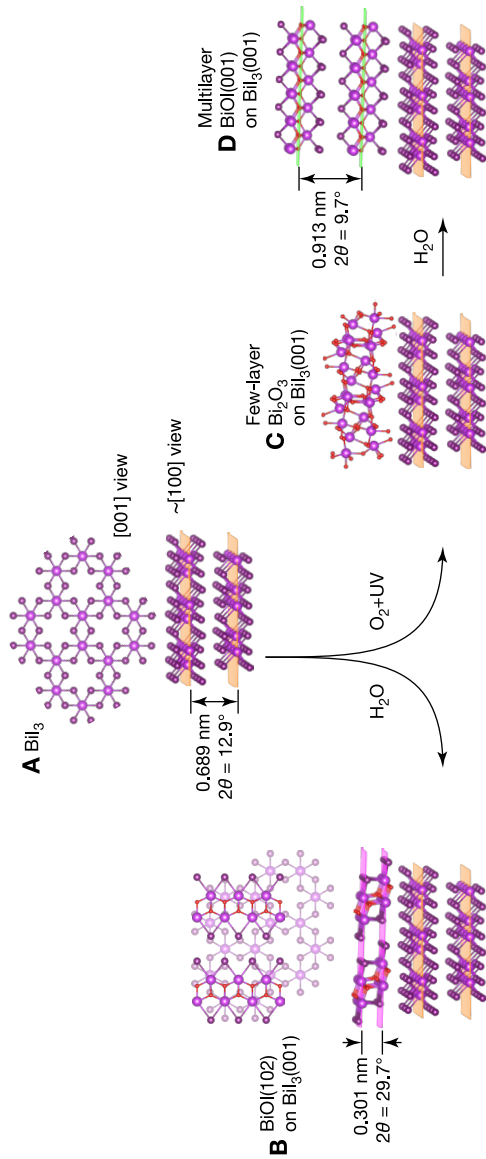 A BiI₃
[001] view
~[100] view
0.689 nm
2θ = 12.9°
H₂O
O₂+UV
BiOI(102)
B on BiI₃(001)
0.301 nm
2θ = 29.7°
Few-layer
C Bi₂O₃
on BiI₃(001)
H₂O
Multilayer
D BiOI(001)
on BiI₃(001)
0.913 nm
2θ = 9.7°